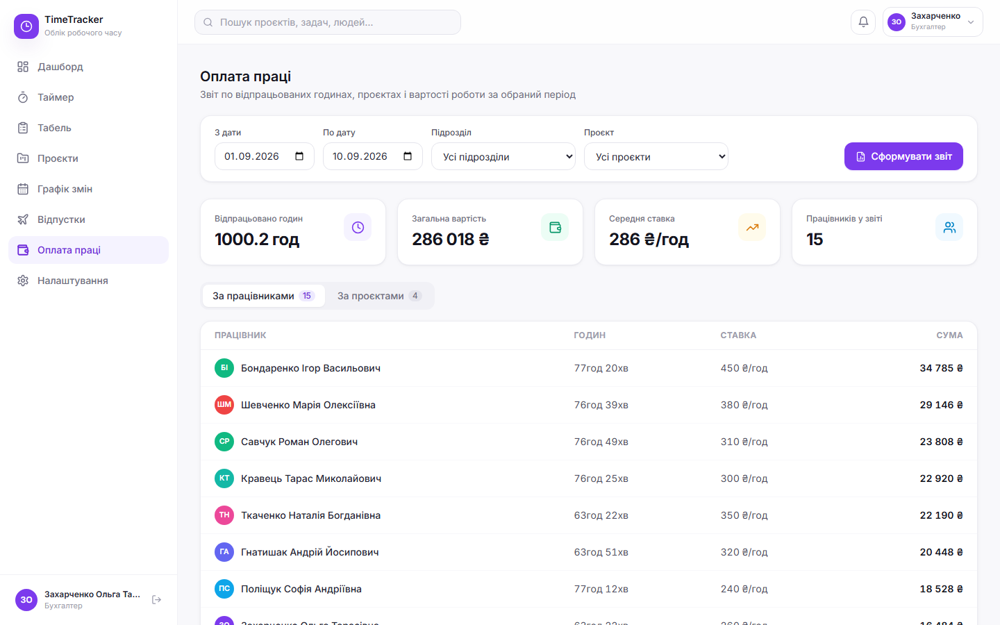 TimeTracker
Облік робочого часу
Дашборд
Таймер
Табель
Проєкти
Графік змін
Відпустки
Оплата праці
Налаштування
ЗО
Захарченко Ольга Та...
Бухгалтер
Пошук проєктів, задач, людей...
ЗО
Захарченко
Бухгалтер
Оплата праці
Звіт по відпрацьованих годинах, проєктах і вартості роботи за обраний період
З дати
По дату
Підрозділ
Проєкт
01.09.2026
10.09.2026
Усі підрозділи
Усі проєкти
Сформувати звіт
Відпрацьовано годин
1000.2 год
Загальна вартість
286 018 ₴
Середня ставка
286 ₴/год
Працівників у звіті
15
За працівниками 15
За проєктами 4
ПРАЦІВНИК ГОДИН СТАВКА СУМА
БІ Бондаренко Ігор Васильович 77год 20хв 450 ₴/год 34 785 ₴
ШМ Шевченко Марія Олексіївна 76год 39хв 380 ₴/год 29 146 ₴
СР Савчук Роман Олегович 76год 49хв 310 ₴/год 23 808 ₴
КТ Кравець Тарас Миколайович 76год 25хв 300 ₴/год 22 920 ₴
ТН Ткаченко Наталія Богданівна 63год 22хв 350 ₴/год 22 190 ₴
ГА Гнатишак Андрій Йосипович 63год 51хв 320 ₴/год 20 448 ₴
ПС Поліщук Софія Андріївна 77год 12хв 240 ₴/год 18 528 ₴
ЗО Захарченко Ольга Тарасівна